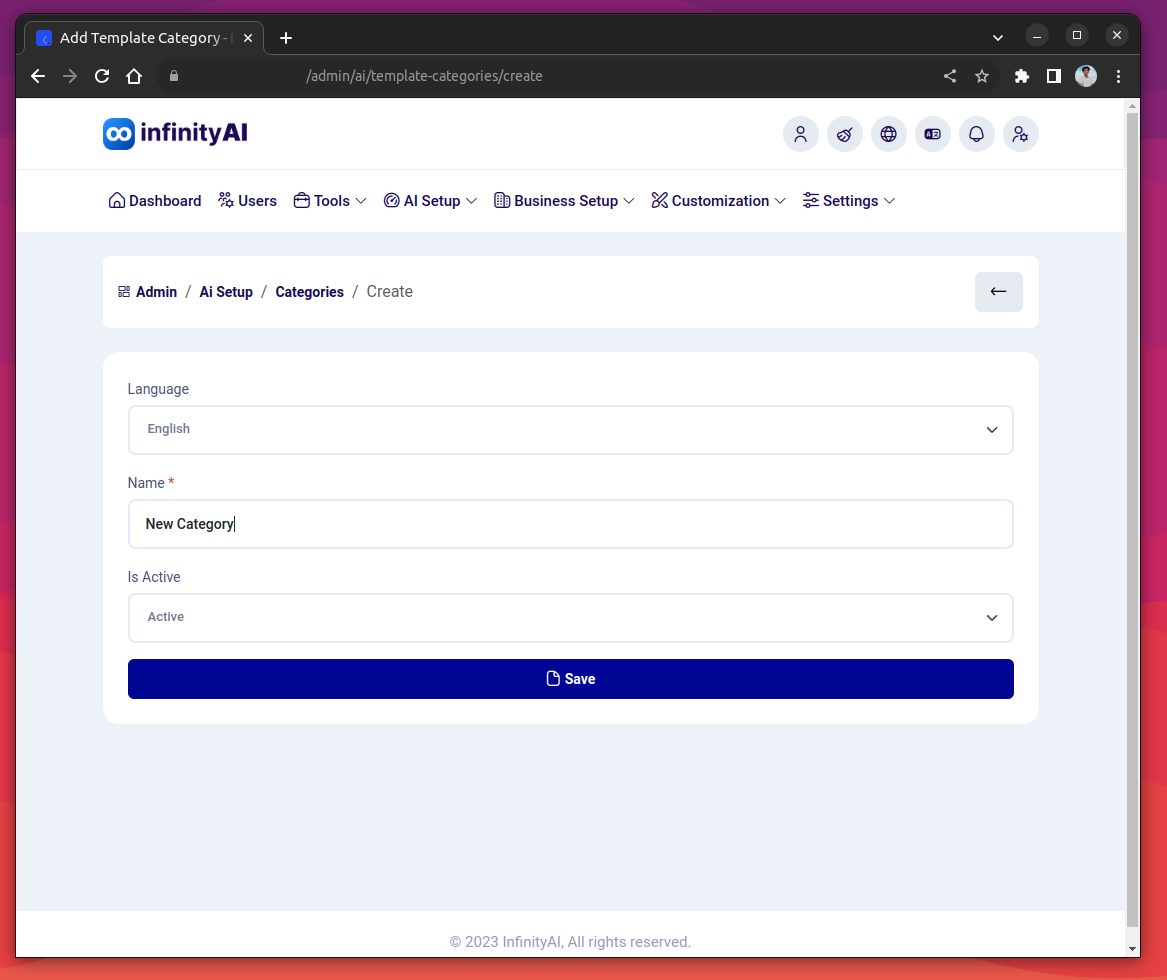 Add Template Category -
/admin/ai/template-categories/create
infinityAI
Dashboard Users Tools AI Setup Business Setup Customization Settings
Admin / Ai Setup / Categories / Create
Language
English
Name *
New Category
Is Active
Active
Save
© 2023 InfinityAI, All rights reserved.